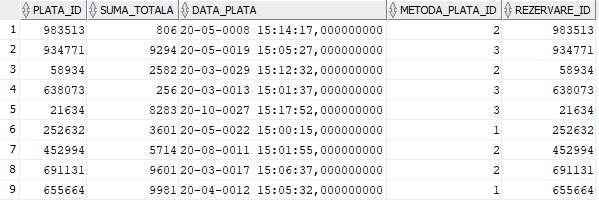 PLATA_ID SUMA_TOTALA DATA_PLATA METODA_PLATA_ID REZERVARE_ID
1 983513 806 20-05-0008 15:14:17,000000000 2 983513
2 934771 9294 20-05-0019 15:05:27,000000000 3 934771
3 58934 2582 20-03-0029 15:12:32,000000000 2 58934
4 638073 256 20-03-0013 15:01:37,000000000 3 638073
5 21634 8283 20-10-0027 15:17:52,000000000 3 21634
6 252632 3601 20-05-0022 15:00:15,000000000 1 252632
7 452994 5714 20-08-0011 15:01:55,000000000 2 452994
8 691131 9601 20-03-0017 15:06:37,000000000 2 691131
9 655664 9981 20-04-0012 15:05:32,000000000 1 655664